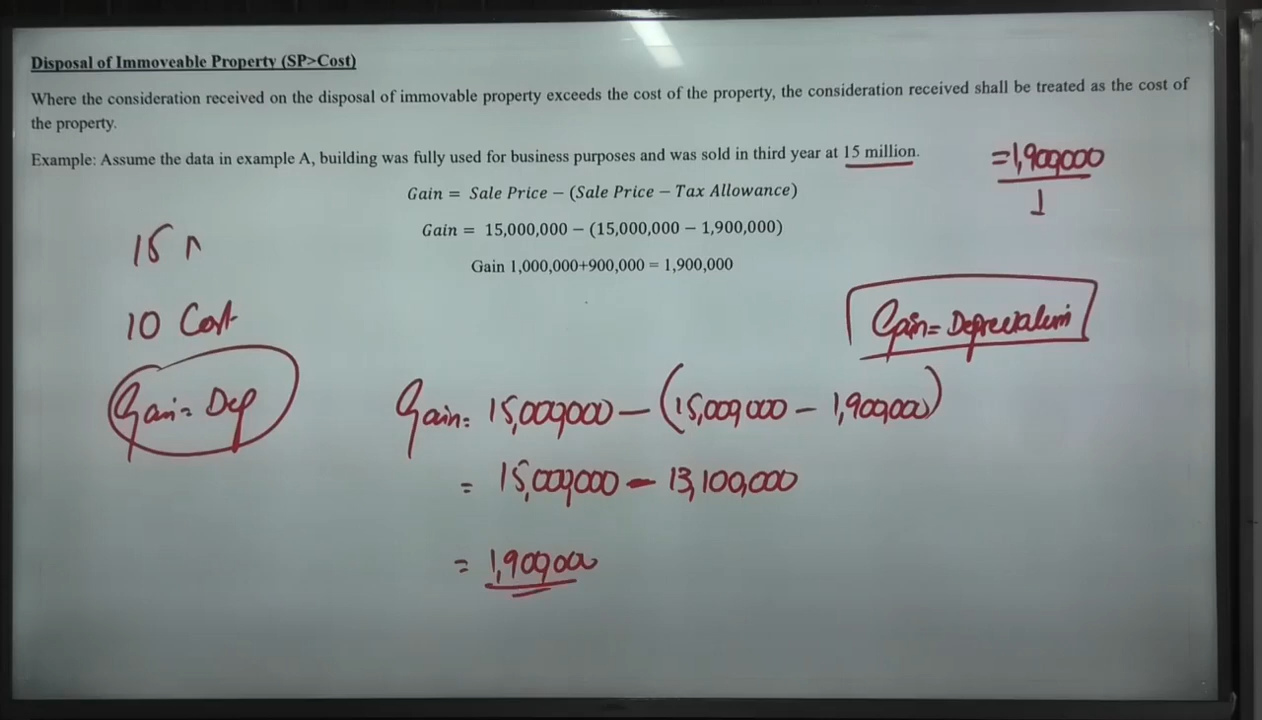 Disposal of Immoveable Property (SP>Cost)
Where the consideration received on the disposal of immovable property exceeds the cost of the property, the consideration received shall be treated as the cost of
the property.
Example: Assume the data in example A, building was fully used for business purposes and was sold in third year at 15 million.
=1,900,000
1
Gain = Sale Price − (Sale Price − Tax Allowance)
Gain = 15,000,000 − (15,000,000 − 1,900,000)
Gain 1,000,000+900,000 = 1,900,000
15
10 Cost
Gain = Dep
Gain = Depreciation
Gain = 15,000,000 − (15,000,000 − 1,900,000)
= 15,000,000 − 13,100,000
= 1,900,000